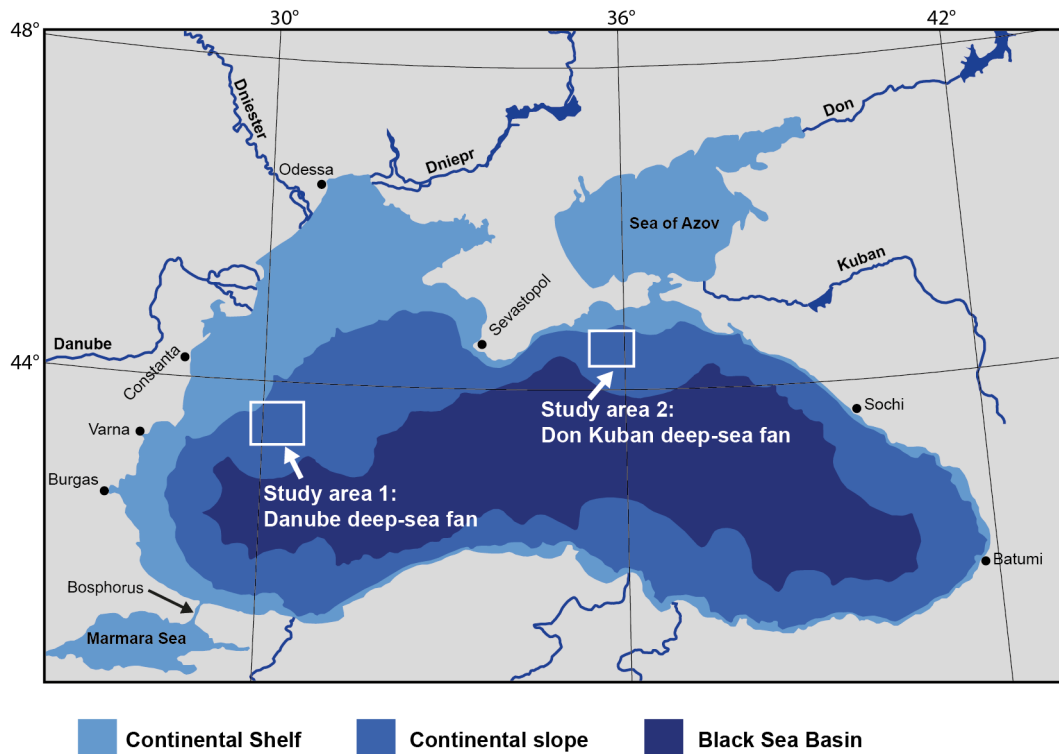 30°
36°
42°
48°
Dniester
Don
Dniepr
Odessa
Sea of Azov
Kuban
Sevastopol
Danube
44°
Constanta
Study area 2:
Don Kuban deep-sea fan
Sochi
Varna
Burgas
Study area 1:
Danube deep-sea fan
Batumi
Bosphorus
Marmara Sea
Continental Shelf
Continental slope
Black Sea Basin